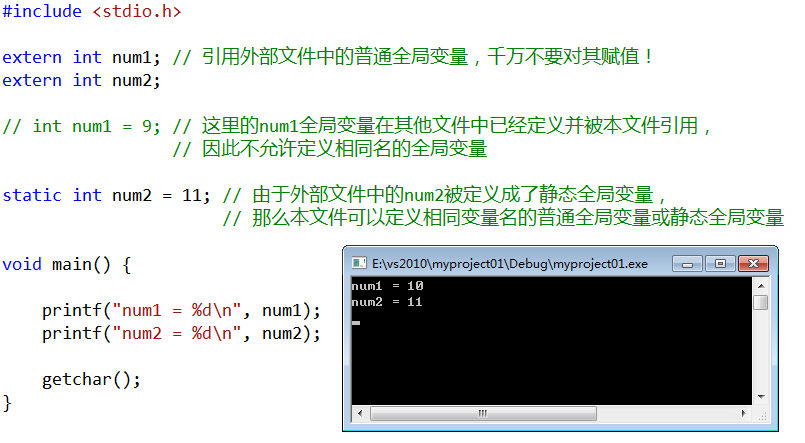 #include <stdio.h>
extern int num1; // 引用外部文件中的普通全局变量，千万不要对其赋值！
extern int num2;
// int num1 = 9; // 这里的num1全局变量在其他文件中已经定义并被本文件引用，
// 因此不允许定义相同名的全局变量
static int num2 = 11; // 由于外部文件中的num2被定义成了静态全局变量，
// 那么本文件可以定义相同变量名的普通全局变量或静态全局变量
void main() {
printf("num1 = %d\n", num1);
printf("num2 = %d\n", num2);
getchar();
}
E:\vs2010\myproject01\Debug\myproject01.exe
num1 = 10
num2 = 11